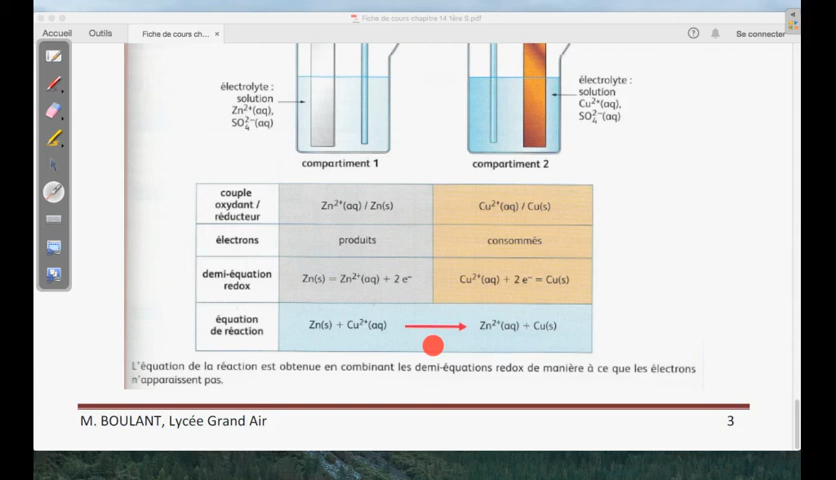 Fiche de cours chapitre 14 1ère S.pdf
Accueil Outils Fiche de cours ch... × Se connecter
électrolyte :
solution
Zn²⁺(aq),
SO₄²⁻(aq)
électrolyte :
solution
Cu²⁺(aq),
SO₄²⁻(aq)
compartiment 1 compartiment 2
couple
oxydant /
réducteur
Zn²⁺(aq) / Zn(s) Cu²⁺(aq) / Cu(s)
électrons produits consommés
demi-équation
redox
Zn(s) = Zn²⁺(aq) + 2 e⁻ Cu²⁺(aq) + 2 e⁻ = Cu(s)
équation
de réaction
Zn(s) + Cu²⁺(aq) → Zn²⁺(aq) + Cu(s)
L'équation de la réaction est obtenue en combinant les demi-équations redox de manière à ce que les électrons
n'apparaissent pas.
M. BOULANT, Lycée Grand Air 3